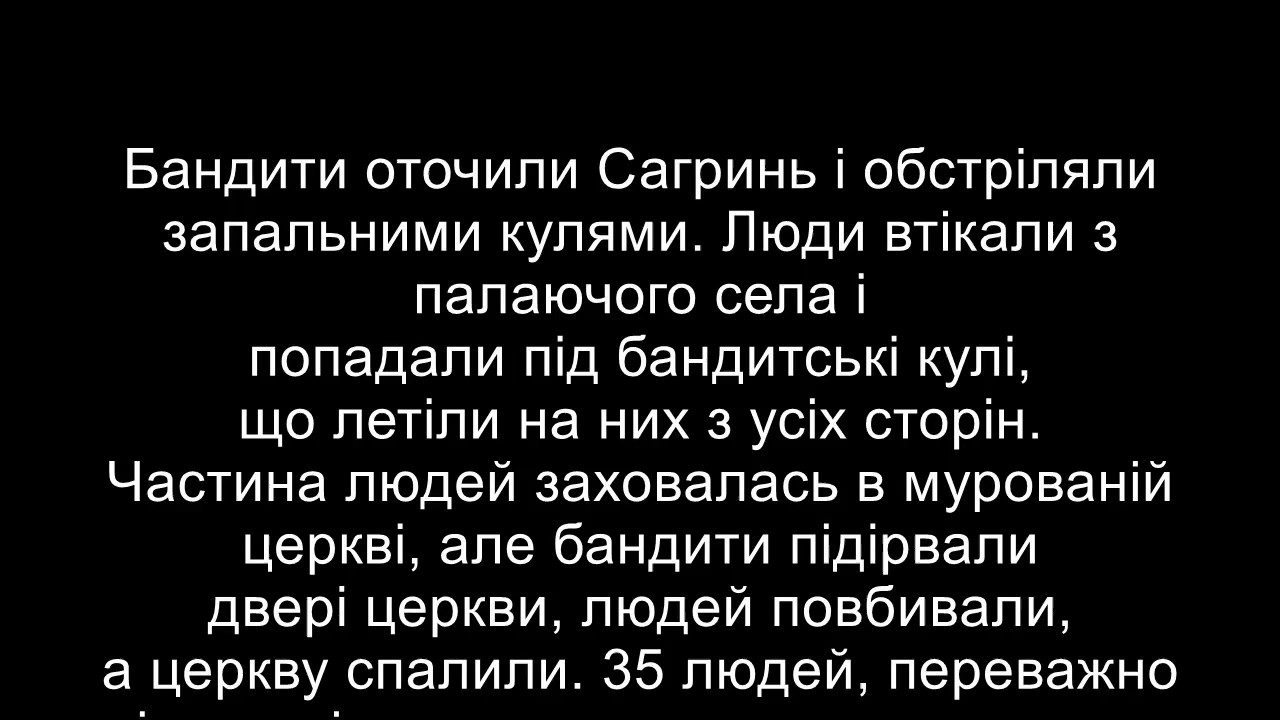 Бандити оточили Сагринь і обстріляли
запальними кулями. Люди втікали з
палаючого села і
попадали під бандитські кулі,
що летіли на них з усіх сторін.
Частина людей заховалась в мурованій
церкві, але бандити підірвали
двері церкви, людей повбивали,
а церкву спалили. 35 людей, переважно